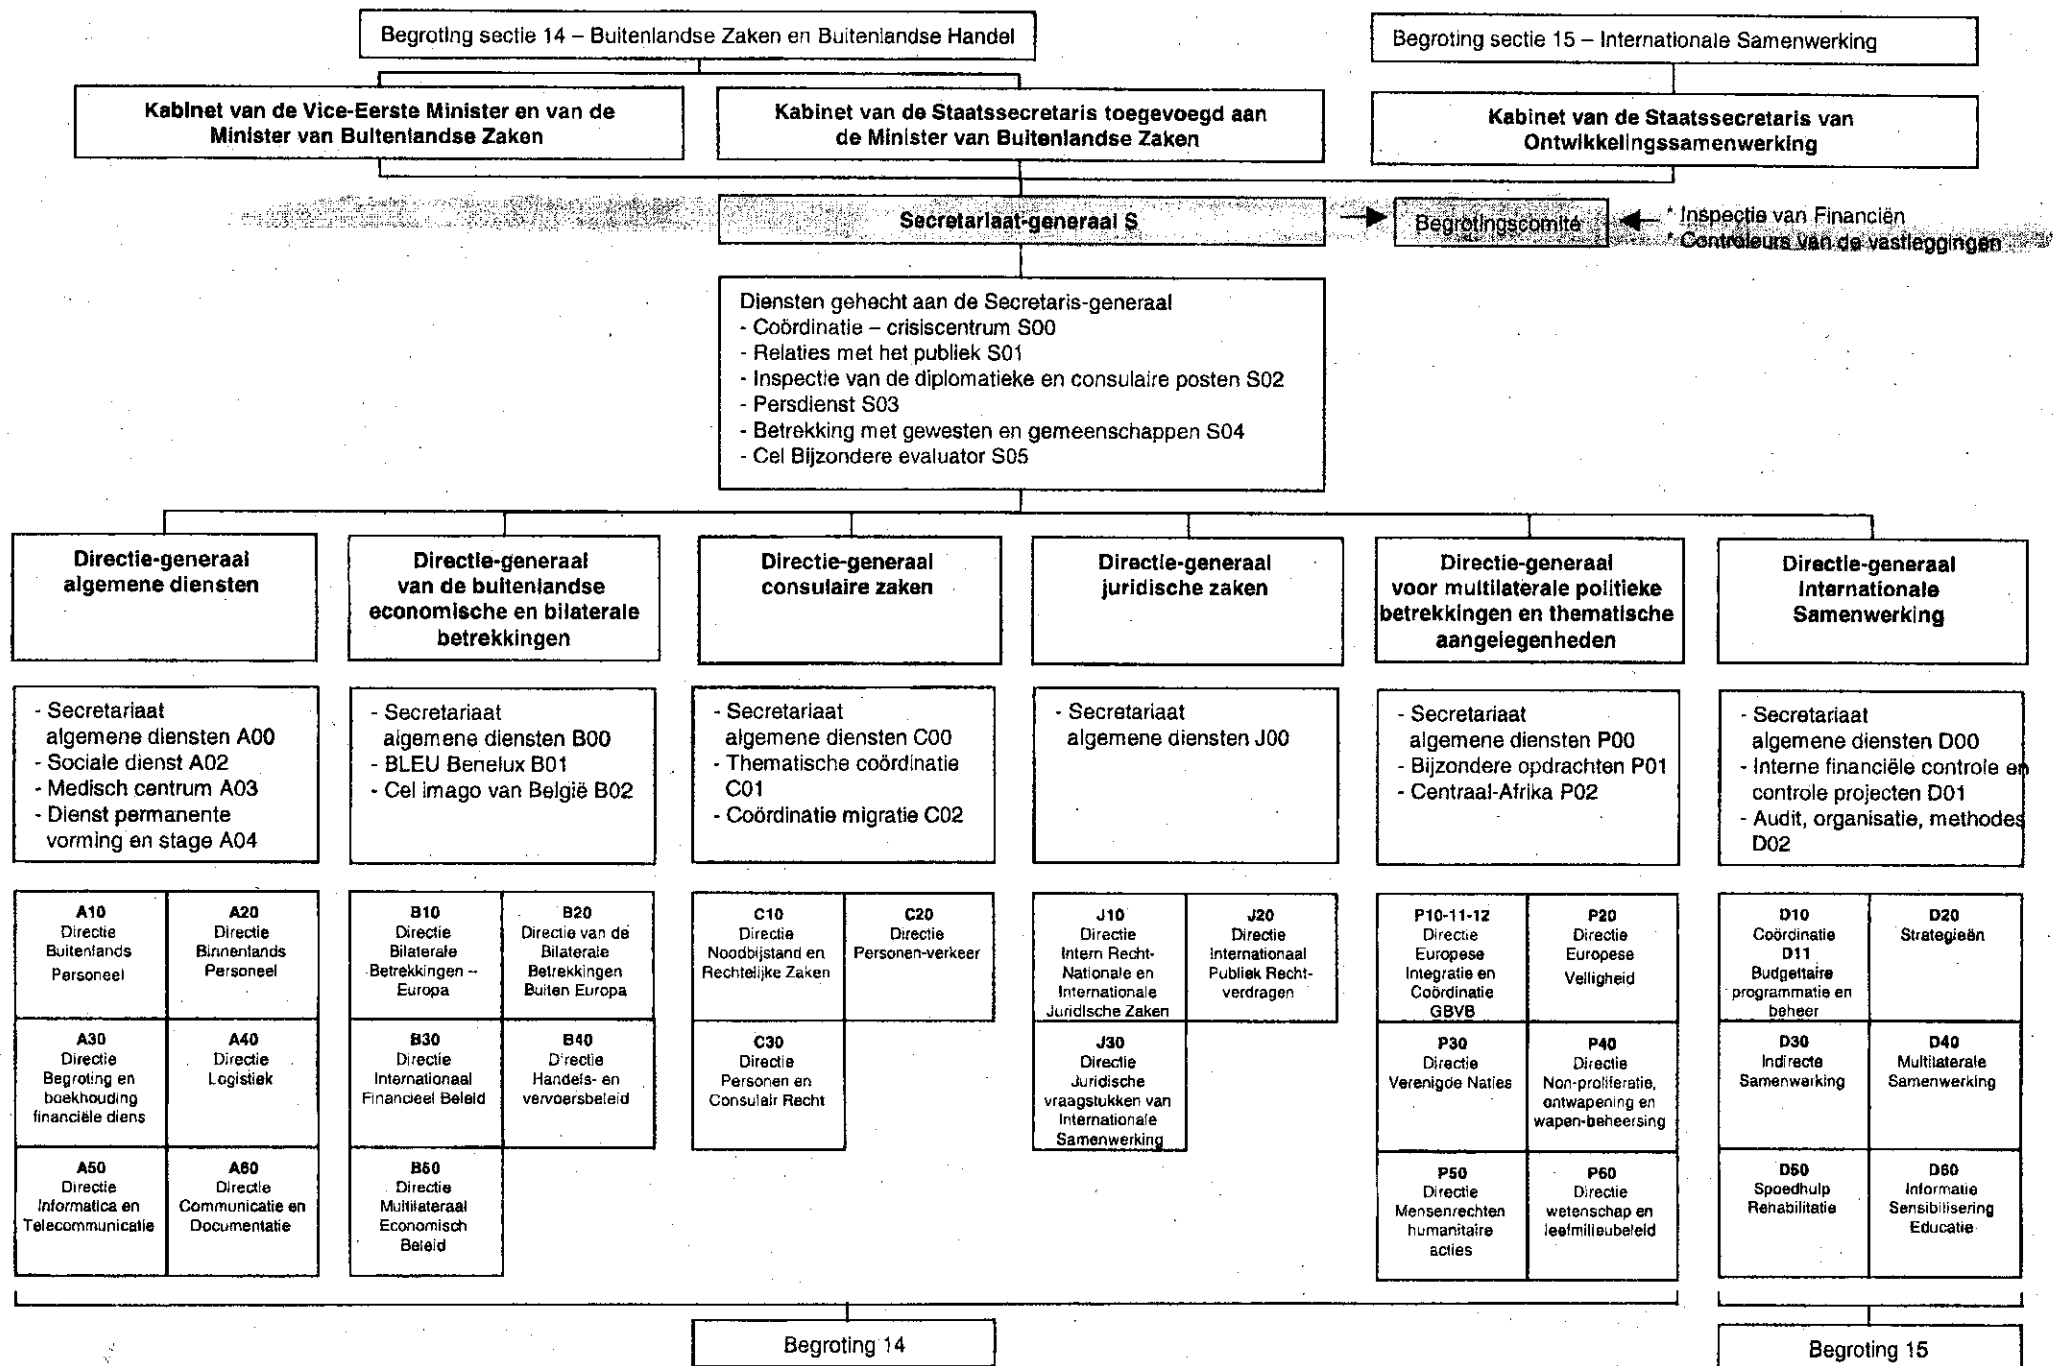 Begroting sectie 14 – Buitenlandse Zaken en Buitenlandse Handel
Begroting sectie 15 – Internationale Samenwerking
Kabinet van de Vice-Eerste Minister en van de
Minister van Buitenlandse Zaken
Kabinet van de Staatssecretaris toegevoegd aan
de Minister van Buitenlandse Zaken
Kabinet van de Staatssecretaris van
Ontwikkelingssamenwerking
Secretariaat-generaal S
Begrotingscomité
* Inspectie van Financiën
* Controleurs van de vastleggingen
Diensten gehecht aan de Secretaris-generaal
- Coördinatie – crisiscentrum S00
- Relaties met het publiek S01
- Inspectie van de diplomatieke en consulaire posten S02
- Persdienst S03
- Betrekking met gewesten en gemeenschappen S04
- Cel Bijzondere evaluator S05
Directie-generaal
algemene diensten
Directie-generaal
van de buitenlandse
economische en bilaterale
betrekkingen
Directie-generaal
consulaire zaken
Directie-generaal
juridische zaken
Directie-generaal
voor multilaterale politieke
betrekkingen en thematische
aangelegenheden
Directie-generaal
Internationale
Samenwerking
- Secretariaat
algemene diensten A00
- Sociale dienst A02
- Medisch centrum A03
- Dienst permanente
vorming en stage A04
- Secretariaat
algemene diensten B00
- BLEU Benelux B01
- Cel imago van België B02
- Secretariaat
algemene diensten C00
- Thematische coördinatie
C01
- Coördinatie migratie C02
- Secretariaat
algemene diensten J00
- Secretariaat
algemene diensten P00
- Bijzondere opdrachten P01
- Centraal-Afrika P02
- Secretariaat
algemene diensten D00
- Interne financiële controle en
controle projecten D01
- Audit, organisatie, methodes
D02
A10
Directie
Buitenlands
Personeel
A20
Directie
Binnenlands
Personeel
A30
Directie
Begroting en
boekhouding
financiële diens
A40
Directie
Logistiek
A50
Directie
Informatica en
Telecommunicatie
A60
Directie
Communicatie en
Documentatie
B10
Directie
Bilaterale
Betrekkingen –
Europa
B20
Directie van de
Bilaterale
Betrekkingen
Buiten Europa
B30
Directie
Internationaal
Financieel Beleid
B40
Directie
Handels- en
vervoersbeleid
B50
Directie
Multilateraal
Economisch
Beleid
C10
Directie
Noodbijstand en
Rechtelijke Zaken
C20
Directie
Personen-verkeer
C30
Directie
Personen en
Consulair Recht
J10
Directie
Intern Recht-
Nationale en
Internationale
Juridische Zaken
J20
Directie
Internationaal
Publiek Recht-
verdragen
J30
Directie
Juridische
vraagstukken van
Internationale
Samenwerking
P10-11-12
Directie
Europese
Integratie en
Coördinatie
GBVB
P20
Directie
Europese
Veiligheid
P30
Directie
Verenigde Naties
P40
Directie
Non-proliferatie,
ontwapening en
wapen-beheersing
P50
Directie
Mensenrechten
humanitaire
acties
P60
Directie
wetenschap en
leefmilieubeleid
D10
Coördinatie
D11
Budgettaire
programmatie en
beheer
D20
Strategieën
D30
Indirecte
Samenwerking
D40
Multilaterale
Samenwerking
D50
Spoedhulp
Rehabilitatie
D60
Informatie
Sensibilisering
Educatie
Begroting 14
Begroting 15